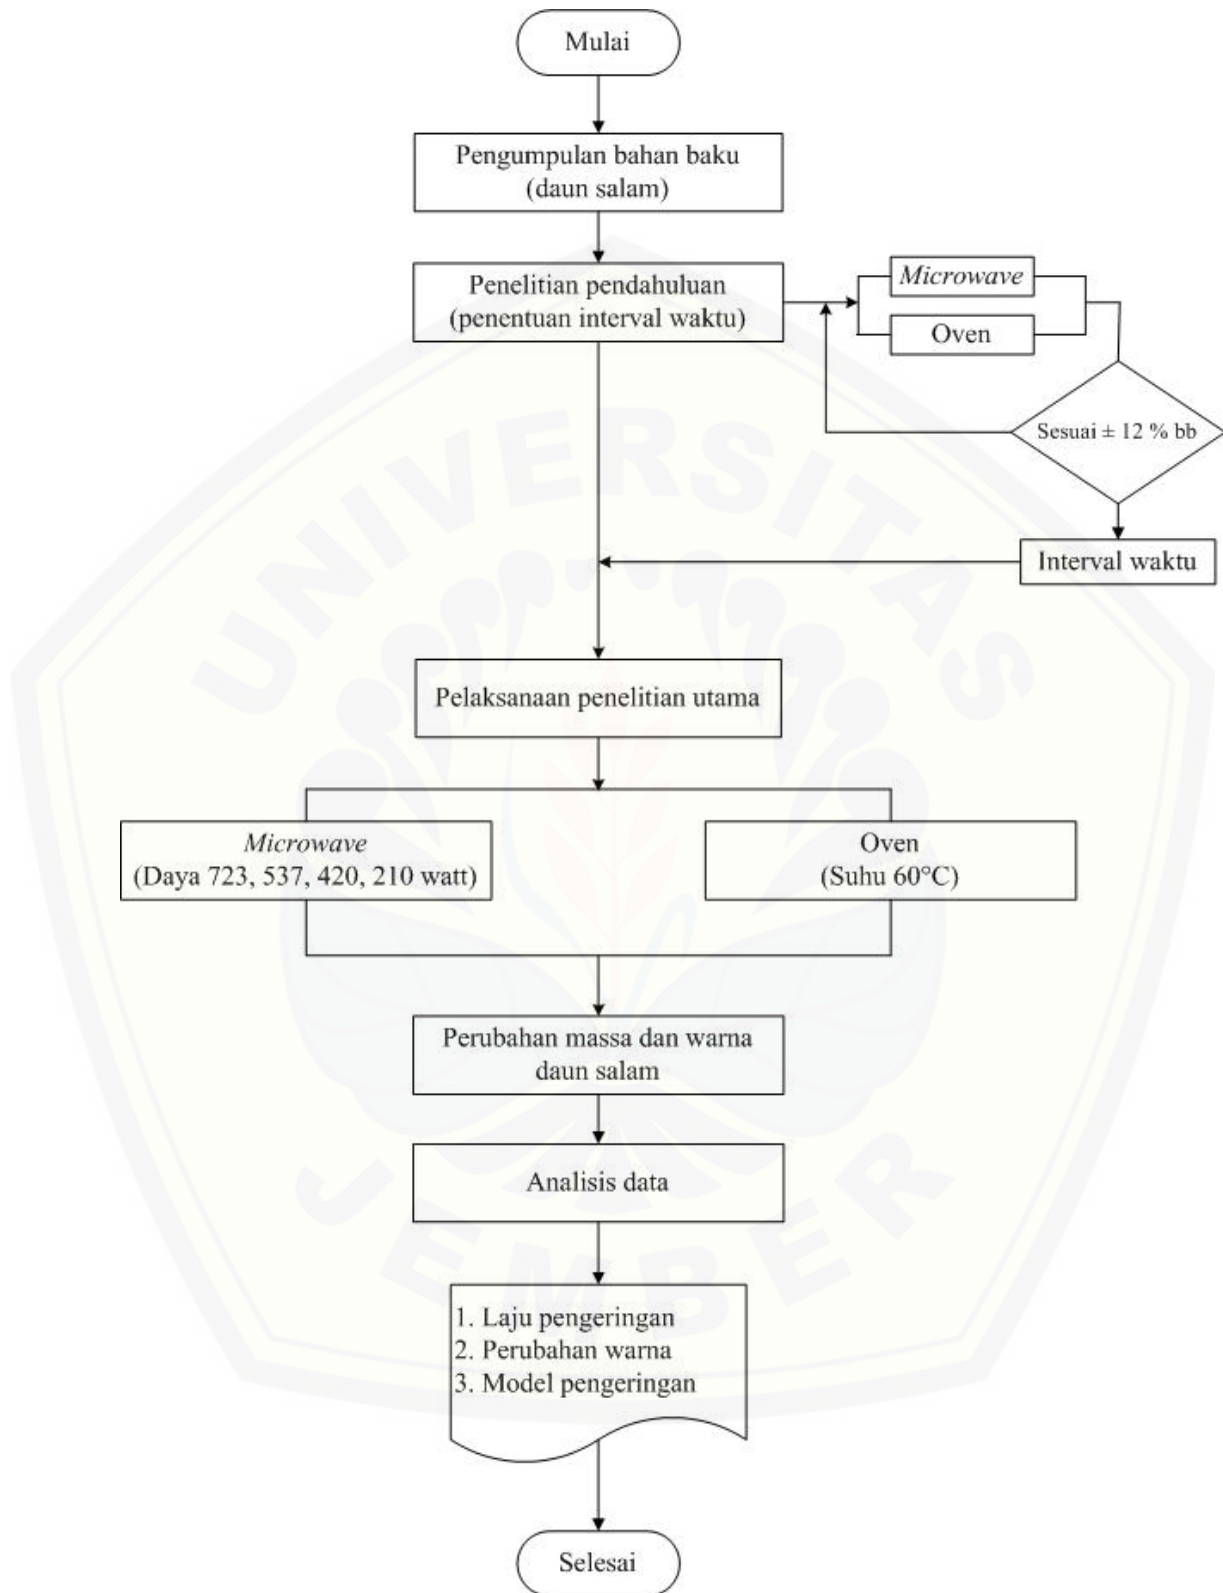 Mulai
Pengumpulan bahan baku
(daun salam)
Penelitian pendahuluan
(penentuan interval waktu)
Microwave
Oven
Sesuai ± 12 % bb
Interval waktu
Pelaksanaan penelitian utama
Microwave
(Daya 723, 537, 420, 210 watt)
Oven
(Suhu 60°C)
Perubahan massa dan warna
daun salam
Analisis data
1. Laju pengeringan
2. Perubahan warna
3. Model pengeringan
Selesai
UNIVERSITAS
JEMBER